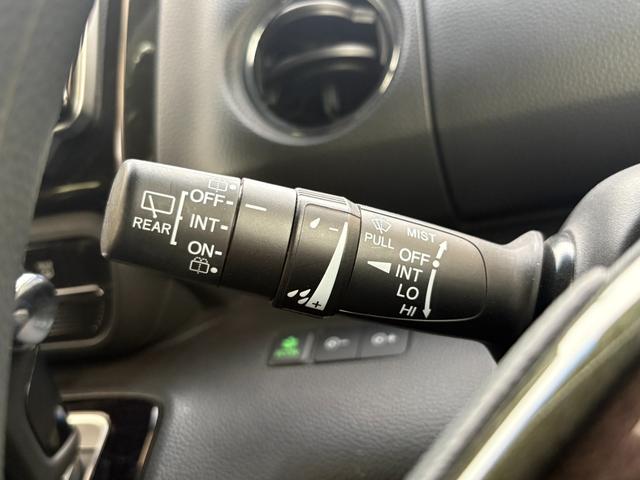 OFF
INT
REAR
ON
- 
+
PULL
MIST
OFF
INT
LO
HI